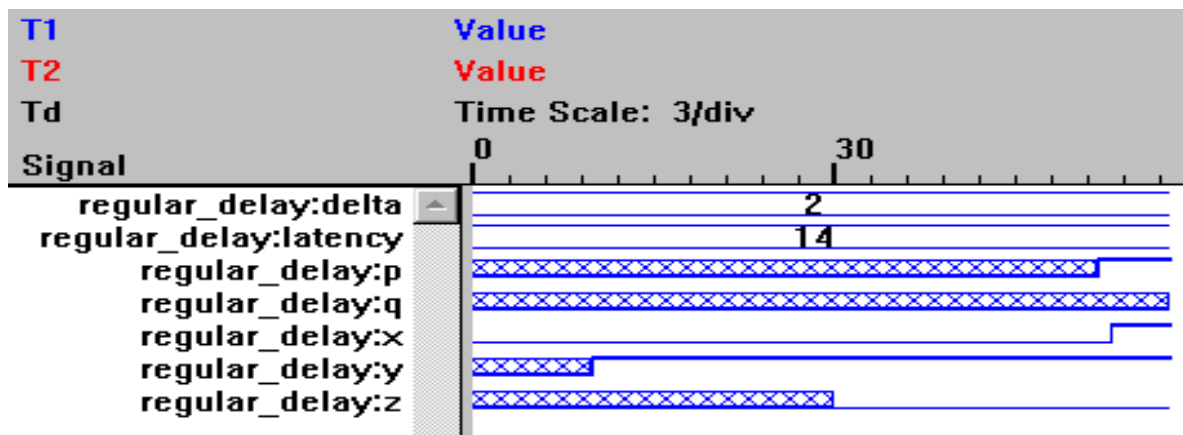 T1 Value
T2 Value
Td Time Scale: 3/div
Signal 0 30
regular_delay:delta 2
regular_delay:latency 14
regular_delay:p
regular_delay:q
regular_delay:x
regular_delay:y
regular_delay:z